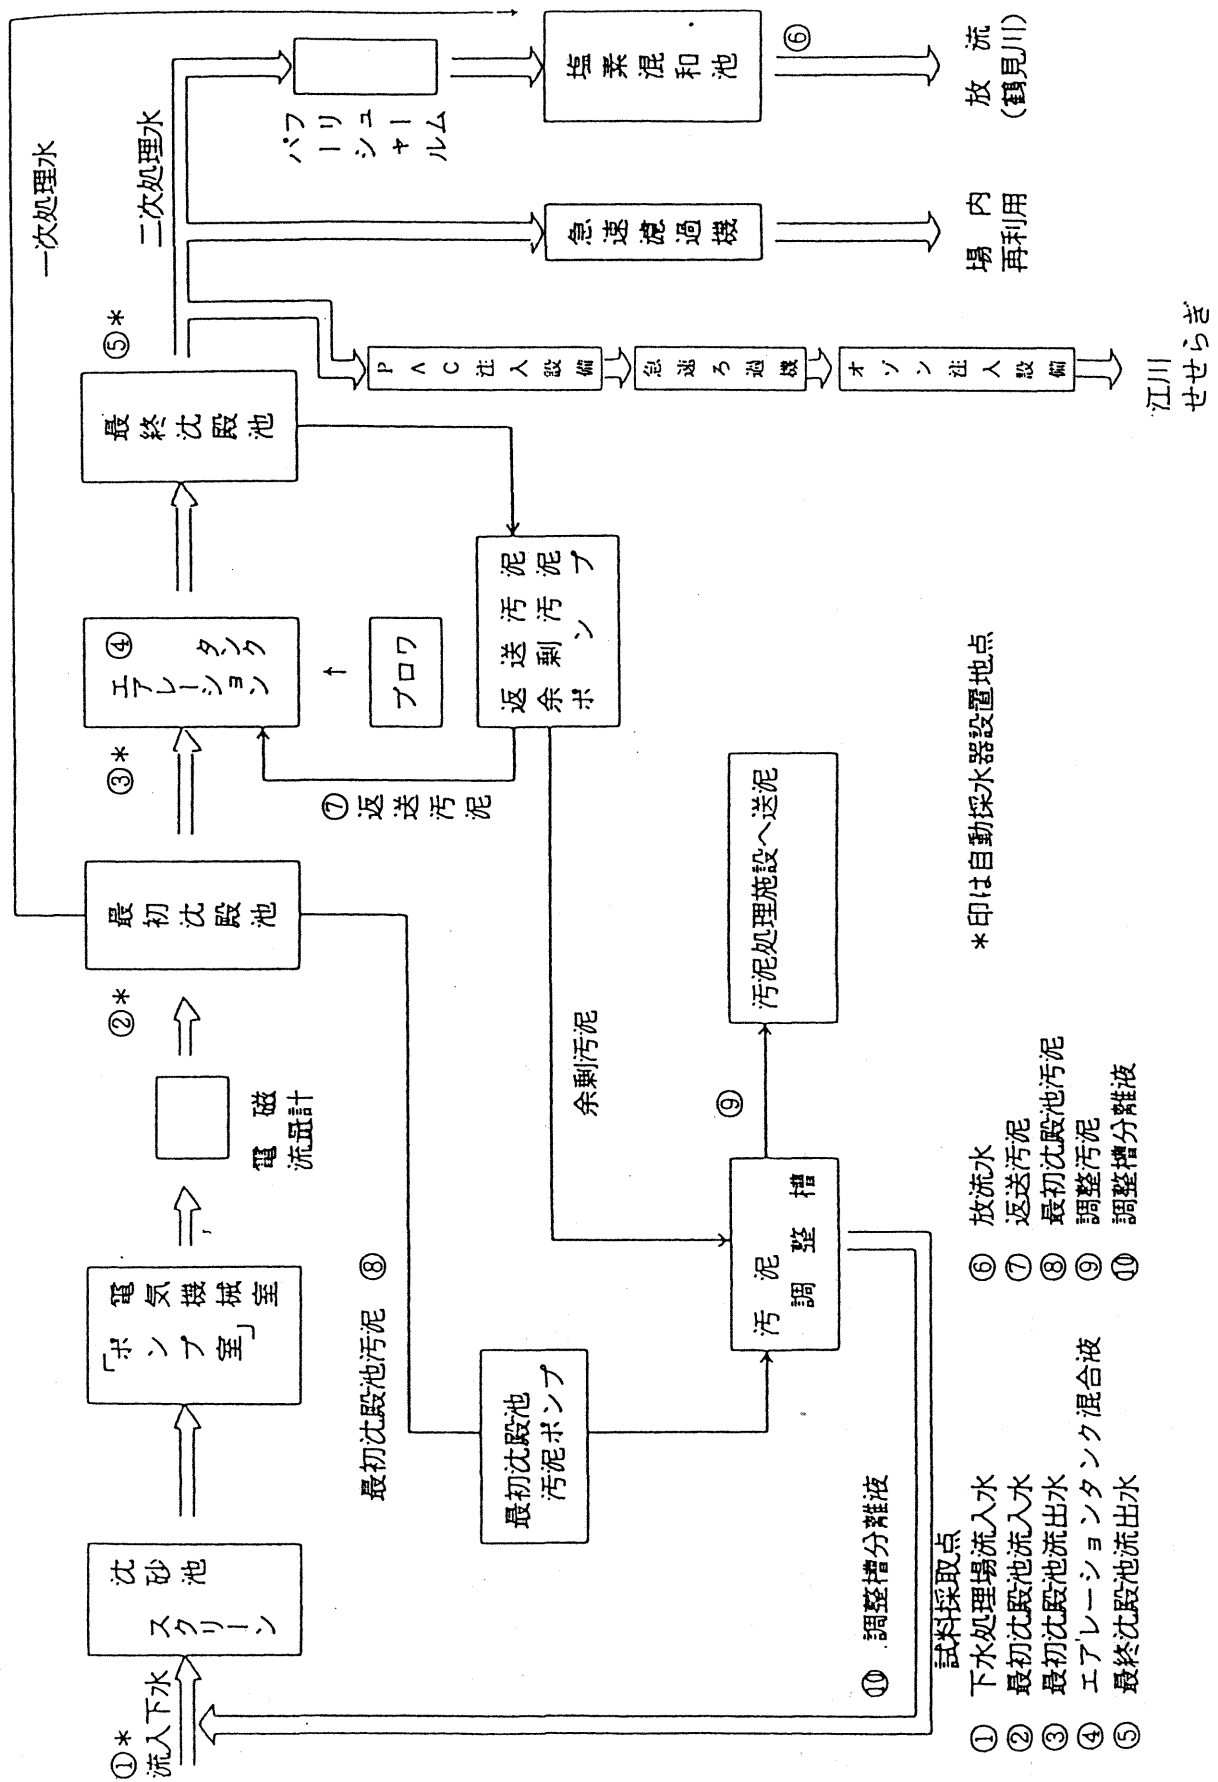 ①*
流入下水
沈砂池
スクリーン
電気機械室
「ポンプ室」
電磁
流量計
②*
最初沈殿池
③*
④
エアレーション
タンク
ブロワ
↑
最終沈殿池
⑤*
一次処理水
二次処理水
パーシャル
フリューム
塩素混和池
⑥
放流
(鶴見川)
急速濾過機
場内
再利用
PAC注入設備
急速ろ過機
オゾン注入設備
江川
せせらぎ
返送汚泥
余剰汚泥
ポンプ
⑦返送汚泥
余剰汚泥
最初沈殿池汚泥 ⑧
最初沈殿池
汚泥ポンプ
汚泥
調整槽
⑨
汚泥処理施設へ送泥
⑩ 調整槽分離液
*印は自動採水器設置地点
試料採取点
① 下水処理場流入水
② 最初沈殿池流入水
③ 最初沈殿池流出水
④ エアレーションタンク混合液
⑤ 最終沈殿池流出水
⑥ 放流水
⑦ 返送汚泥
⑧ 最初沈殿池汚泥
⑨ 調整汚泥
⑩ 調整槽分離液